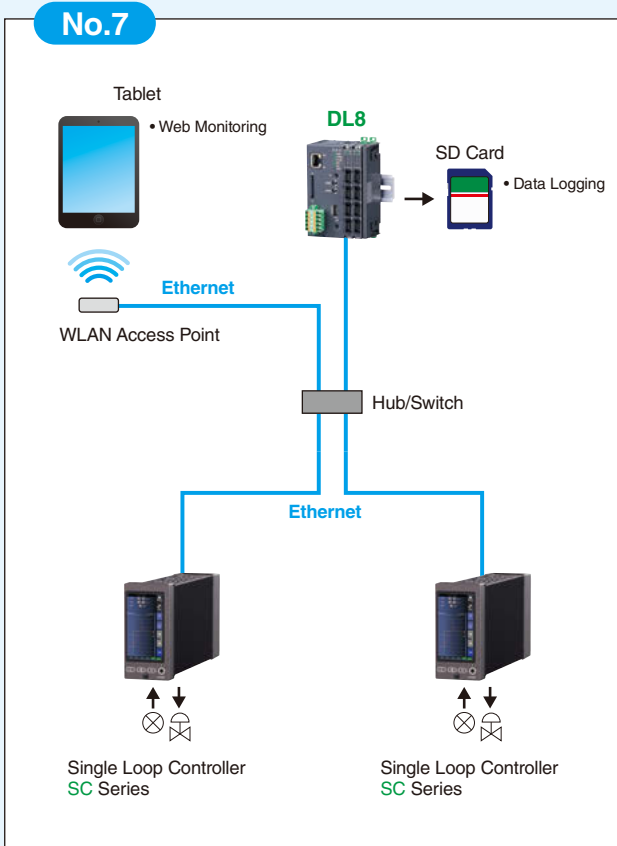 No.7
Tablet
• Web Monitoring
DL8
SD Card
• Data Logging
Ethernet
WLAN Access Point
Hub/Switch
Ethernet
Single Loop Controller
SC Series
Single Loop Controller
SC Series